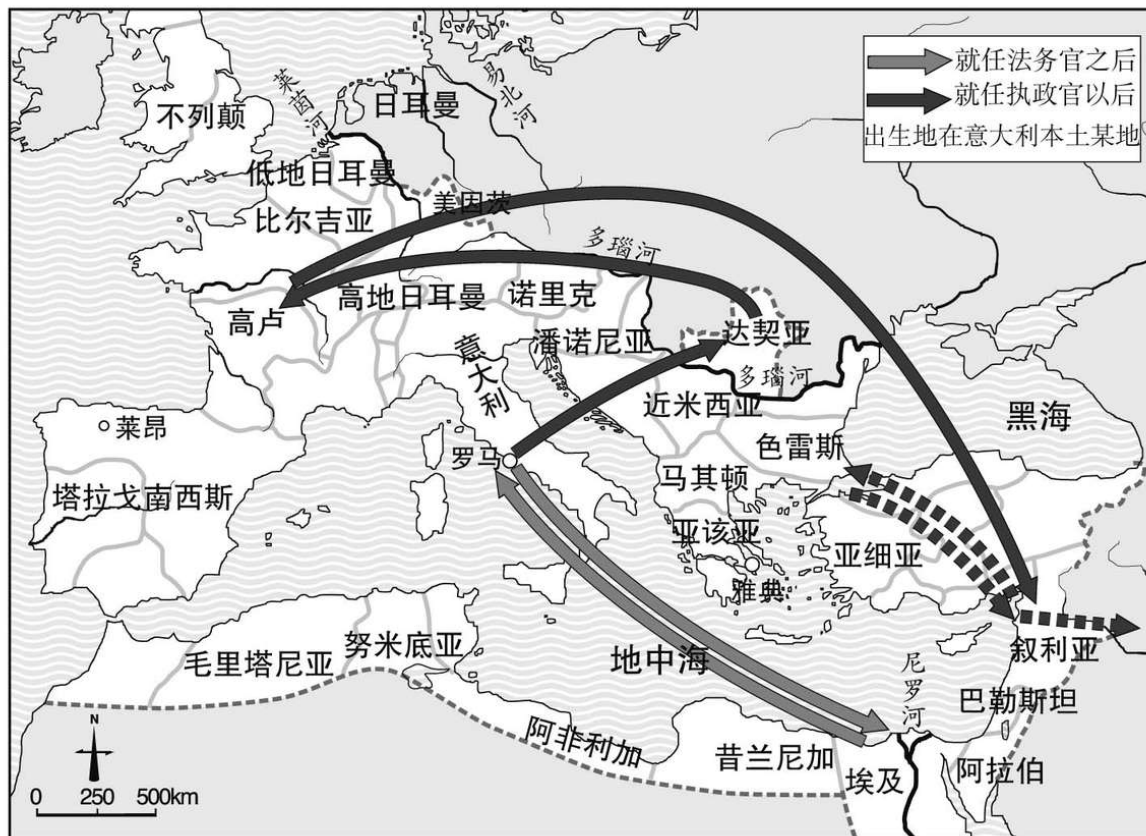 就任法务官之后
就任执政官以后
出生地在意大利本土某地
不列颠
莱茵河
日耳曼
易北河
低地日耳曼
美因茨
比尔吉亚
多瑙河
高地日耳曼
诺里克
高卢
潘诺尼亚
达契亚
意大利
多瑙河
近米西亚
黑海
莱昂
罗马
色雷斯
马其顿
塔拉戈南西斯
亚该亚
亚细亚
雅典
努米底亚
毛里塔尼亚
地中海
尼罗河
叙利亚
巴勒斯坦
阿非利加
昔兰尼加
埃及
阿拉伯
N
0 250 500km